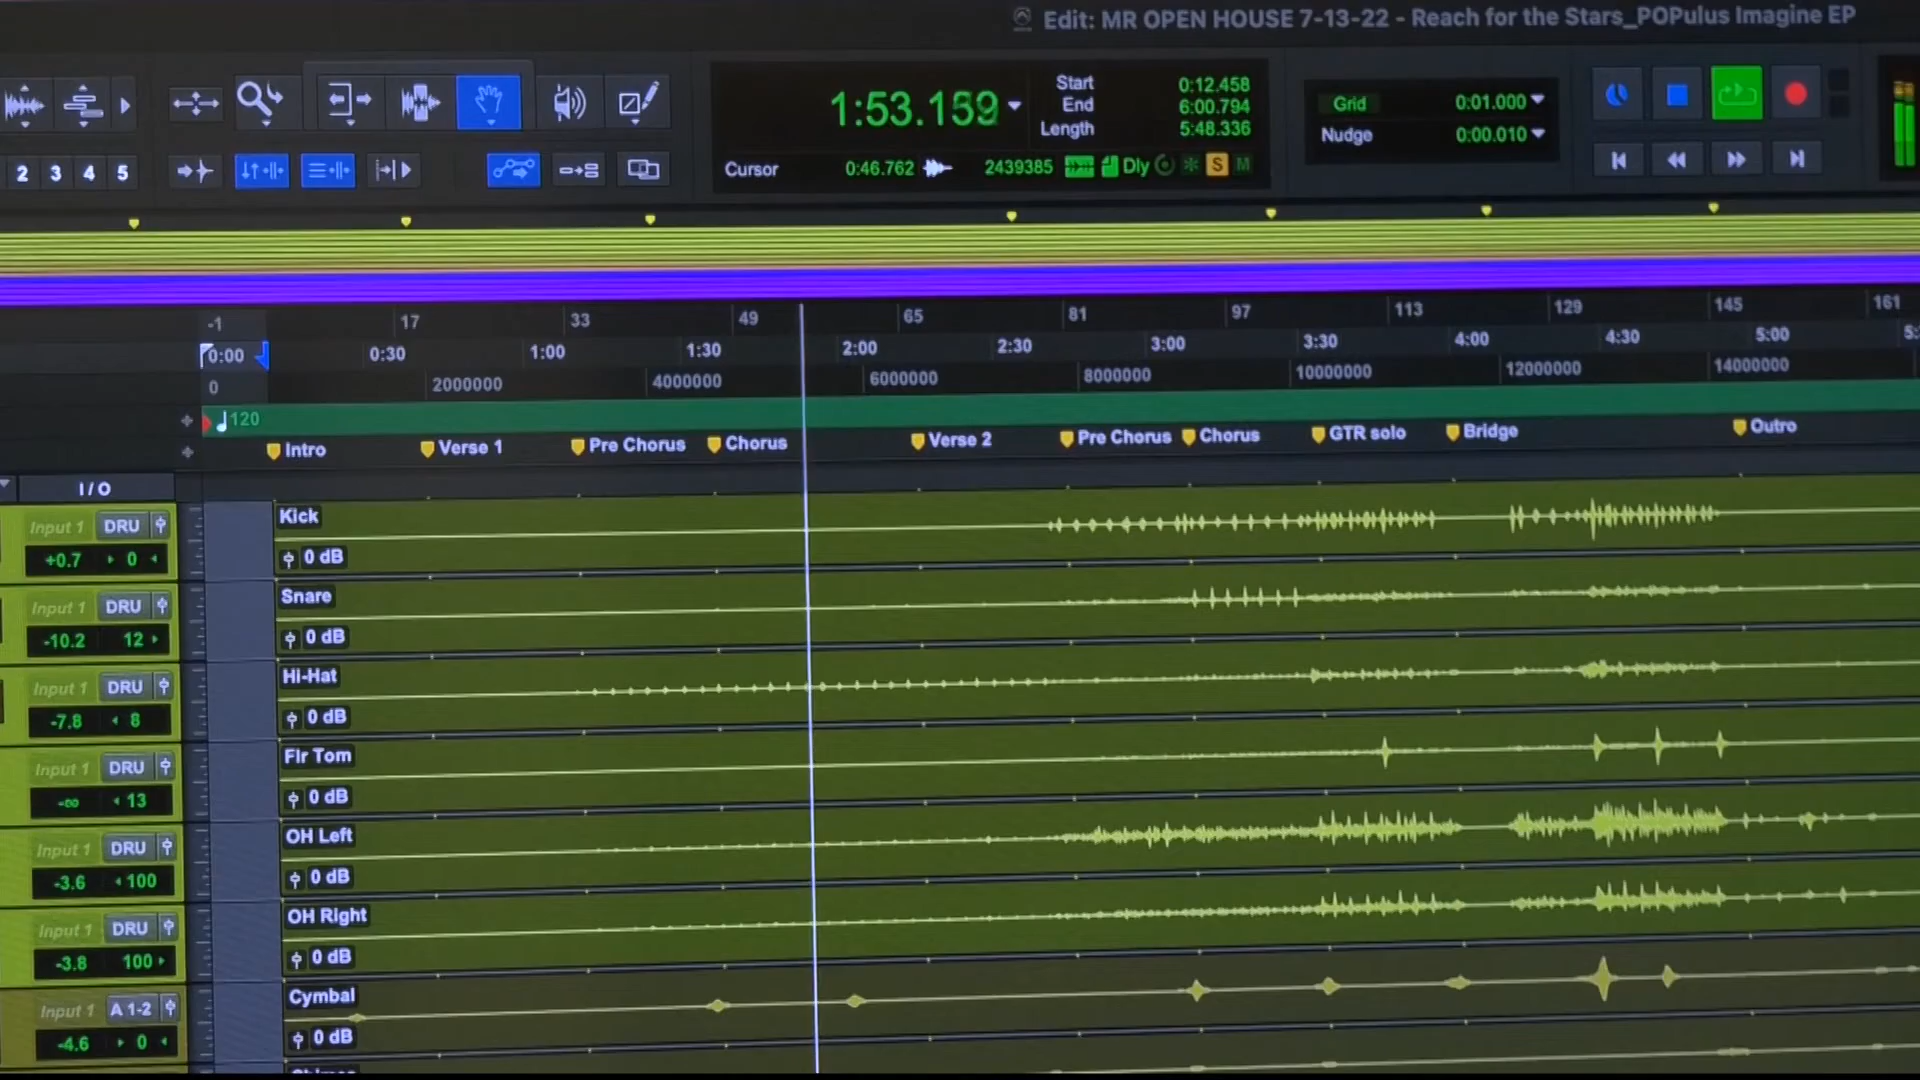 Edit: MR OPEN HOUSE 7-13-22 - Reach for the Stars_POPulus Imagine EP
1:53.159
Start 0:12.458
End 6:00.794
Length 5:48.336
Cursor 0:46.762 2439385 Dly S M
Grid 0:01.000
Nudge 0:00.010
2 3 4 5
-1 17 33 49 65 81 97 113 129 145 161
0:00 0:30 1:00 1:30 2:00 2:30 3:00 3:30 4:00 4:30 5:00
0 2000000 4000000 6000000 8000000 10000000 12000000 14000000
120
Intro Verse 1 Pre Chorus Chorus Verse 2 Pre Chorus Chorus GTR solo Bridge Outro
I/O
Kick
Input 1 DRU
+0.7 0
0 dB
Snare
Input 1 DRU
-10.2 12
0 dB
Hi-Hat
Input 1 DRU
-7.8 8
0 dB
Flr Tom
Input 1 DRU
-∞ 13
0 dB
OH Left
Input 1 DRU
-3.6 100
0 dB
OH Right
Input 1 DRU
-3.8 100
0 dB
Cymbal
Input 1 A 1-2
-4.6 0
0 dB